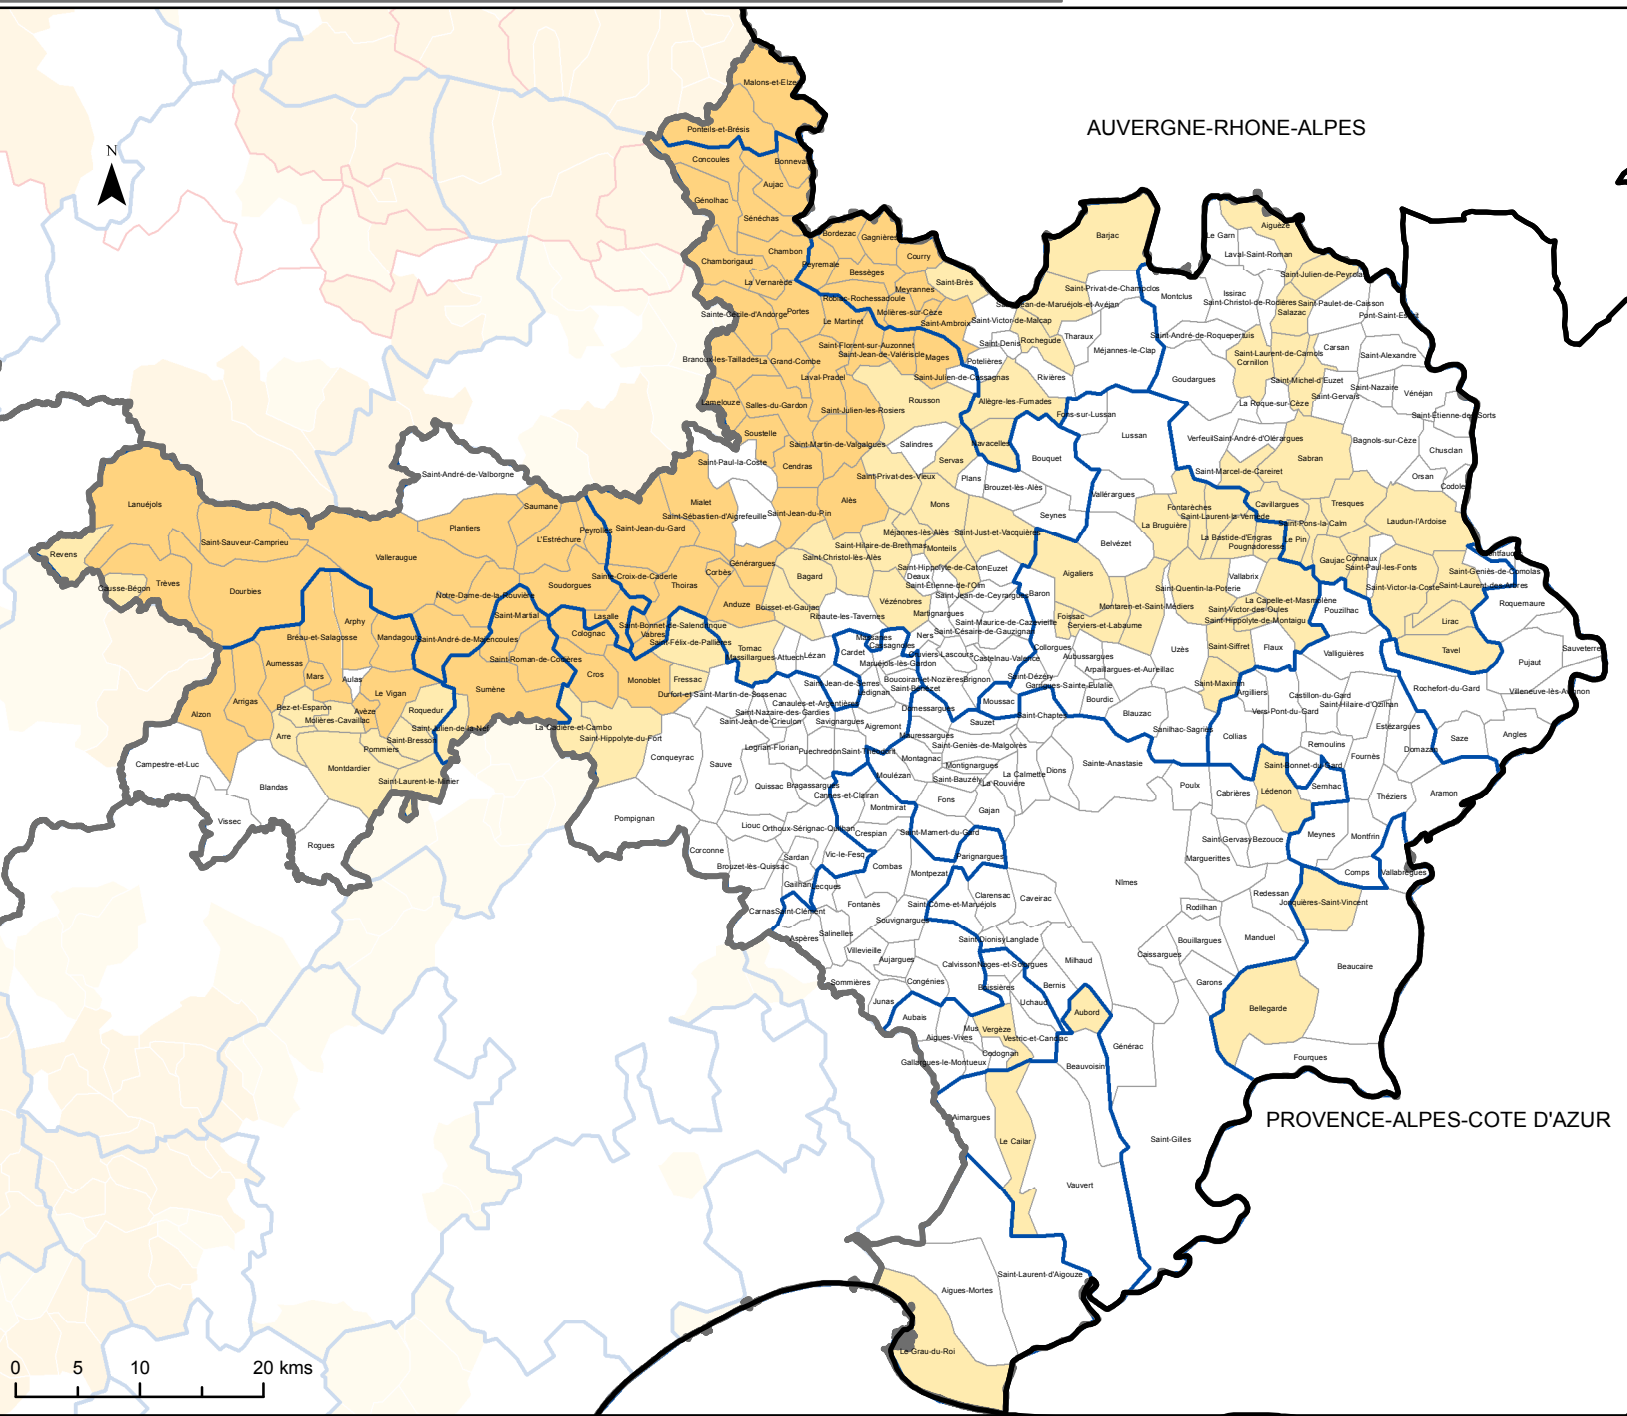 AUVERGNE-RHONE-ALPES
N
Malons-et-Elze
Ponteils-et-Brésis
Concoules
Bonnevau
Aujac
Génolhac
Sénéchas
Chambon
Chamborigaud
La Vernarède
Bordezac
Gagnières
Peyremale
Courry
Bessèges
Meyrannes
Saint-Brès
Robiac-Rochessadoule
Molières-sur-Cèze
Saint-Ambroix
Portes
Le Martinet
Sainte-Cécile-d'Andorge
Saint-Florent-sur-Auzonnet
Saint-Jean-de-Valériscle
Mages
Branoux-les-Taillades
La Grand-Combe
Laval-Pradel
Saint-Julien-de-Cassagnas
Potelières
Saint-Denis
Saint-Victor-de-Malcap
Rochegude
Tharaux
Barjac
Saint-Privat-de-Champclos
Saint-Jean-de-Maruéjols-et-Avéjan
Méjannes-le-Clap
Rivières
Allègre-les-Fumades
Fons-sur-Lussan
Lussan
Bouquet
Navacelles
Le Garn
Aiguèze
Laval-Saint-Roman
Saint-Julien-de-Peyrolas
Montclus
Issirac
Saint-Christol-de-Rodières
Saint-Paulet-de-Caisson
Salazac
Pont-Saint-Esprit
Saint-André-de-Roquepertuis
Saint-Laurent-de-Carnols
Cornillon
Carsan
Saint-Alexandre
Goudargues
Saint-Michel-d'Euzet
Saint-Nazaire
Vénéjan
Saint-Gervais
La Roque-sur-Cèze
Saint-Étienne-des-Sorts
Verfeuil
Saint-André-d'Olérargues
Bagnols-sur-Cèze
Chusclan
Sabran
Saint-Marcel-de-Careiret
Orsan
Codolet
Lamelouze
Salles-du-Gardon
Saint-Julien-les-Rosiers
Rousson
Soustelle
Saint-Martin-de-Valgalgues
Salindres
Servas
Saint-Paul-la-Coste
Cendras
Saint-Privat-des-Vieux
Plans
Brouzet-lès-Alès
Mialet
Saint-Sébastien-d'Aigrefeuille
Saint-Jean-du-Pin
Alès
Mons
Seynes
Vallérargues
Fontarèches
Saint-Laurent-la-Vernède
Cavillargues
Tresques
Laudun-l'Ardoise
La Bruguière
Saint-Pons-la-Calm
La Bastide-d'Engras
Pougnadoresse
Le Pin
Belvézet
Gaujac
Connaux
Saint-Paul-les-Fonts
Saint-Victor-la-Coste
Saint-Geniès-de-Comolas
Saint-Laurent-des-Arbres
Roquemaure
Lirac
Tavel
Pujaut
Sauveterre
Rochefort-du-Gard
Villeneuve-lès-Avignon
Saze
Angles
Saint-André-de-Valborgne
Lanuéjols
Saint-Sauveur-Camprieu
Revens
Causse-Bégon
Trèves
Dourbies
Valleraugue
Plantiers
Saumane
L'Estréchure
Peyrolles
Saint-Jean-du-Gard
Soudorgues
Sainte-Croix-de-Caderle
Thoiras
Corbès
Générargues
Anduze
Bagard
Boisset-et-Gaujac
Saint-Christol-lès-Alès
Saint-Hilaire-de-Brethmas
Méjannes-lès-Alès
Monteils
Saint-Just-et-Vacquières
Saint-Hippolyte-de-Caton
Euzet
Deaux
Saint-Étienne-de-l'Olm
Saint-Jean-de-Ceyrargues
Vézénobres
Martignargues
Ribaute-les-Tavernes
Saint-Maurice-de-Cazevieille
Saint-Césaire-de-Gauzignan
Baron
Aigaliers
Foissac
Serviers-et-Labaume
Montaren-et-Saint-Médiers
Saint-Quentin-la-Poterie
Vallabrix
La Capelle-et-Masmolène
Saint-Victor-des-Oules
Saint-Hippolyte-de-Montaigu
Pouzilhac
Saint-Siffret
Flaux
Valliguières
Uzès
Notre-Dame-de-la-Rouvière
Saint-Martial
Arphy
Bréau-et-Salagosse
Mandagout
Saint-André-de-Majencoules
Saint-Roman-de-Codières
Lasalle
Colognac
Saint-Bonnet-de-Salendrinque
Vabres
Saint-Félix-de-Pallières
Tornac
Massillargues-Attuech
Lézan
Cardet
Massanes
Cassagnoles
Maruéjols-lès-Gardon
Ners
Cruviers-Lascours
Castelnau-Valence
Brignon
Boucoiran-et-Nozières
Saint-Bénézet
Saint-Dézéry
Collorgues
Aubussargues
Arpaillargues-et-Aureillac
Garrigues-Sainte-Eulalie
Bourdic
Saint-Maximin
Argilliers
Aumessas
Mars
Aulas
Le Vigan
Avèze
Arrigas
Alzon
Bez-et-Esparon
Molières-Cavaillac
Roquedur
Sumène
Cros
Monoblet
Fressac
Durfort-et-Saint-Martin-de-Sossenac
Saint-Jean-de-Serres
Lédignan
Canaules-et-Argentières
Saint-Nazaire-des-Gardies
Saint-Jean-de-Crieulon
Savignargues
Aigremont
Domessargues
Moussac
Sauzet
Saint-Chaptes
Blauzac
Sanilhac-Sagriès
Collias
Vers-Pont-du-Gard
Castillon-du-Gard
Saint-Hilaire-d'Ozilhan
Estézargues
Domazan
Remoulins
Fournès
Arre
Pommiers
Saint-Bresson
Saint-Julien-de-la-Nef
La Cadière-et-Cambo
Saint-Hippolyte-du-Fort
Montdardier
Saint-Laurent-le-Minier
Campestre-et-Luc
Blandas
Vissec
Rogues
Conqueyrac
Sauve
Logrian-Florian
Puechredon
Saint-Théodorit
Mauressargues
Montagnac
Saint-Geniès-de-Malgoirès
Montignargues
Moulézan
Saint-Bauzély
La Rouvière
La Calmette
Dions
Sainte-Anastasie
Quissac
Bragassargues
Cannes-et-Clairan
Montmirat
Fons
Gajan
Pompignan
Liouc
Orthoux-Sérignac-Quilhan
Crespian
Saint-Mamert-du-Gard
Parignargues
Corconne
Brouzet-lès-Quissac
Sardan
Vic-le-Fesq
Combas
Montpezat
Gailhan
Lecques
Carnas
Saint-Clément
Fontanès
Saint-Côme-et-Maruéjols
Clarensac
Caveirac
Souvignargues
Aspères
Salinelles
Villevieille
Aujargues
Saint-Dionisy
Langlade
Calvisson
Nages-et-Solorgues
Milhaud
Sommières
Congénies
Boissières
Bernis
Junas
Uchaud
Aubais
Mus
Vergèze
Aubord
Aigues-Vives
Vestric-et-Candiac
Codognan
Gallargues-le-Montueux
Beauvoisin
Générac
Poulx
Cabrières
Lédenon
Saint-Bonnet-du-Gard
Sernhac
Théziers
Aramon
Saint-Gervasy
Bezouce
Meynes
Montfrin
Marguerittes
Comps
Vallabrègues
Nîmes
Redessan
Jonquières-Saint-Vincent
Rodilhan
Manduel
Bouillargues
Caissargues
Garons
Beaucaire
Bellegarde
Fourques
Aimargues
Le Cailar
Vauvert
Saint-Gilles
Saint-Laurent-d'Aigouze
Aigues-Mortes
Le Grau-du-Roi
PROVENCE-ALPES-COTE D'AZUR
0 5 10 20 kms